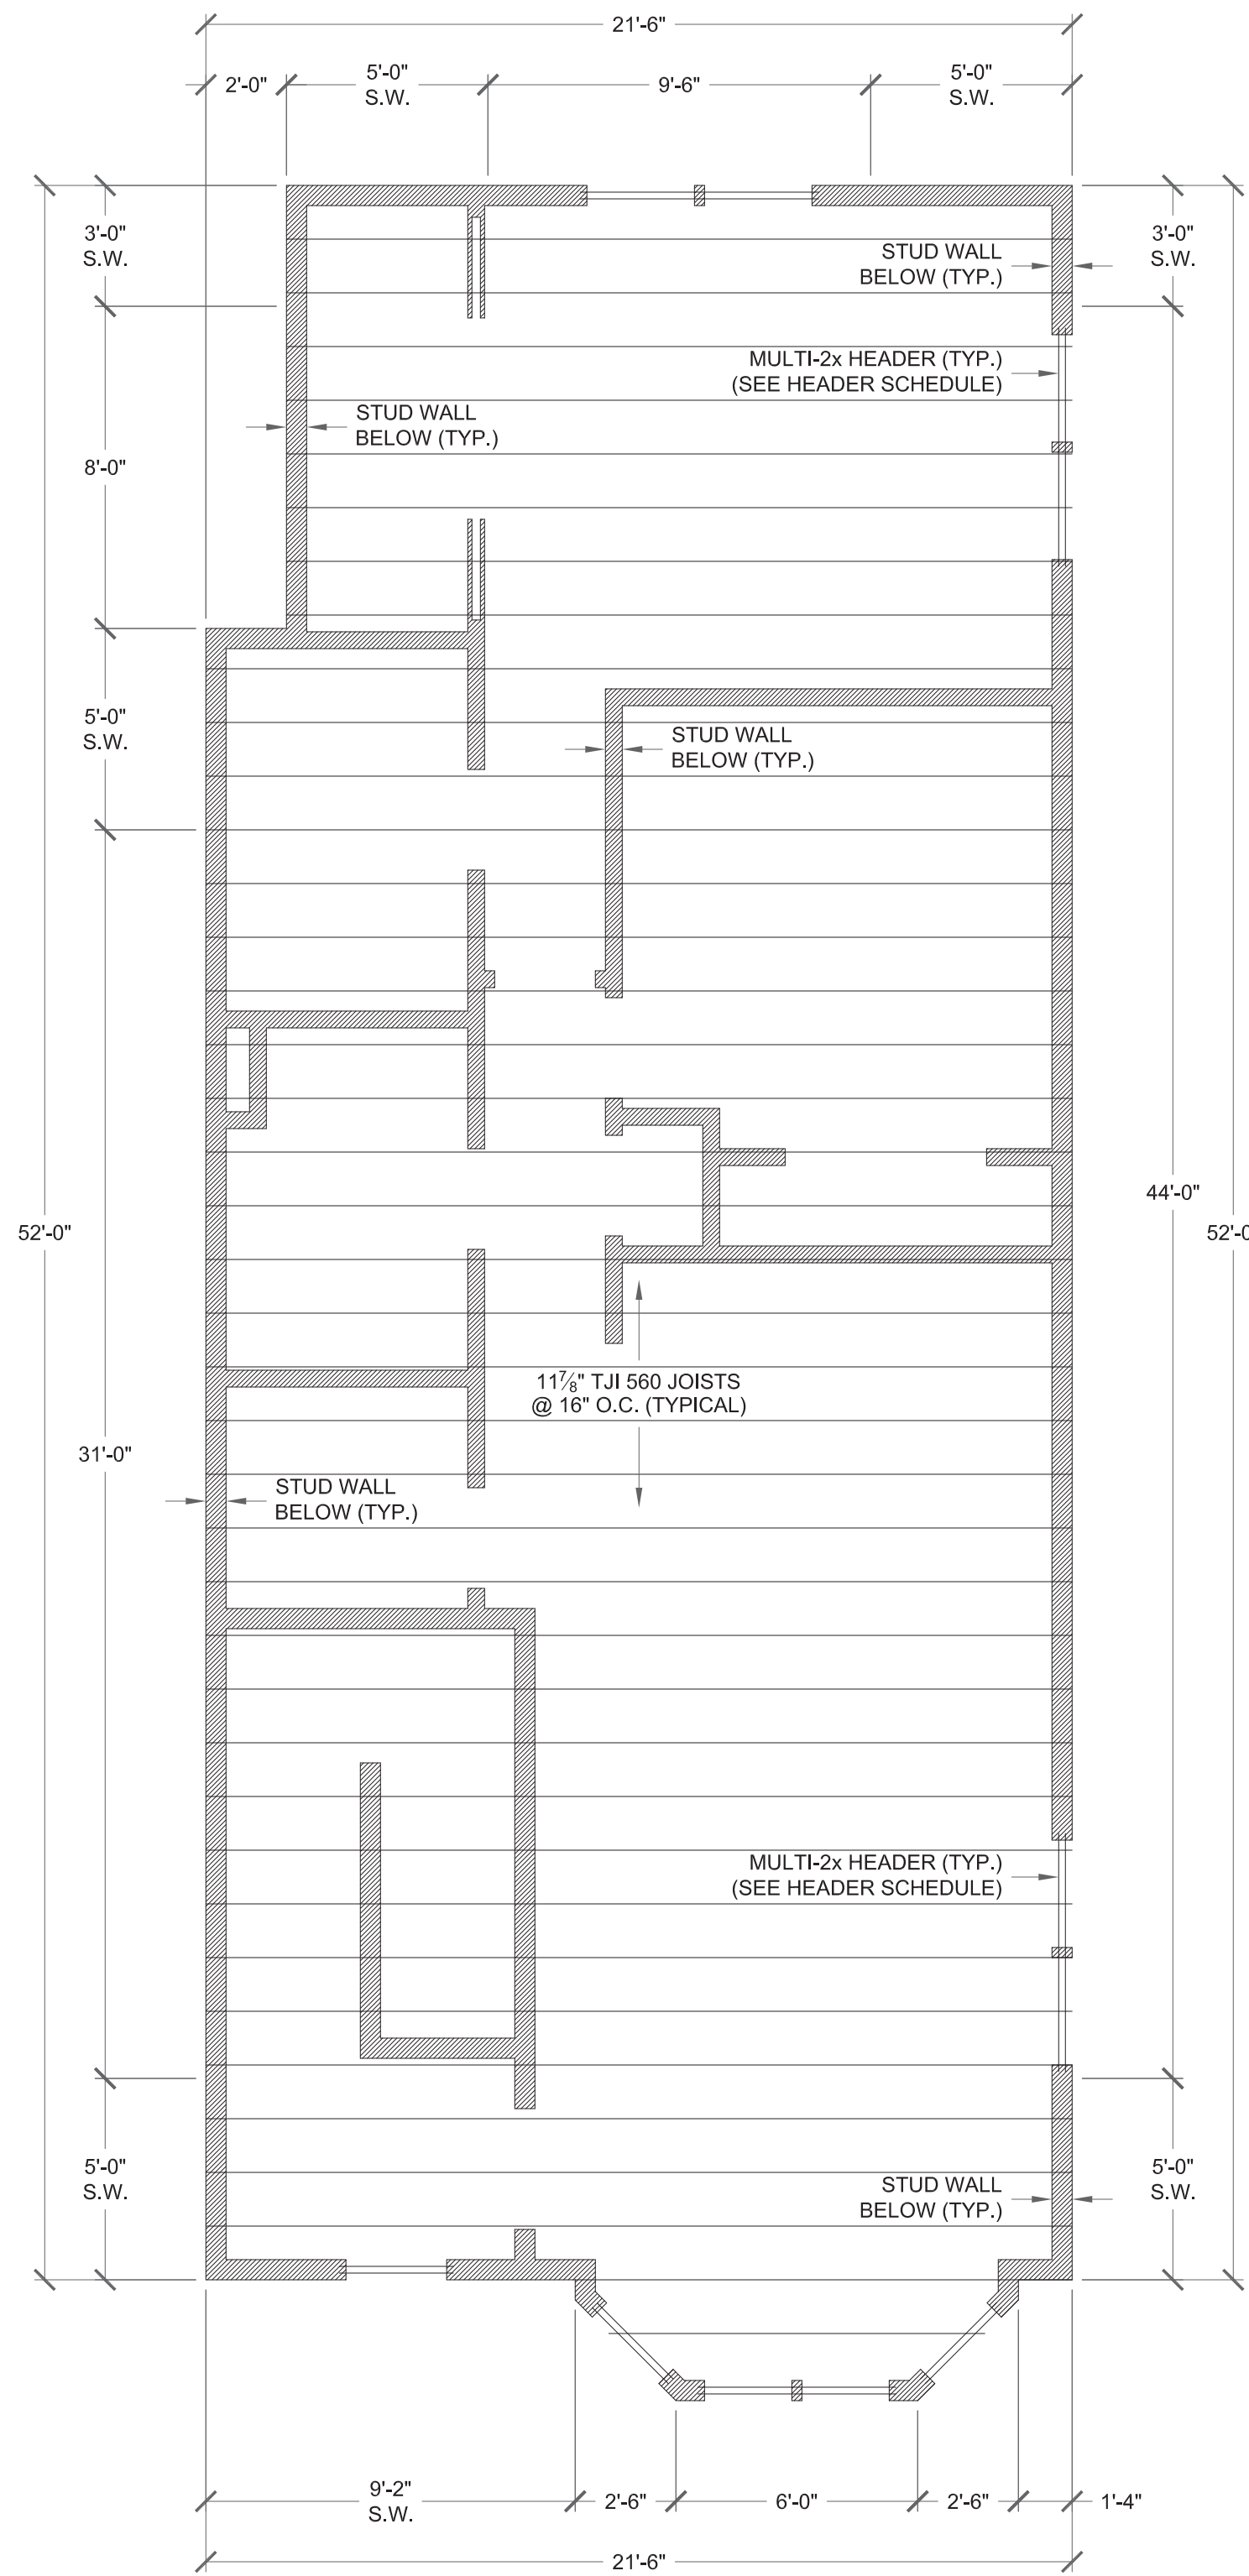 21'-6"
2'-0"
5'-0"
S.W.
9'-6"
5'-0"
S.W.
3'-0"
S.W.
3'-0"
S.W.
STUD WALL
BELOW (TYP.)
MULTI-2x HEADER (TYP.)
(SEE HEADER SCHEDULE)
STUD WALL
BELOW (TYP.)
8'-0"
5'-0"
S.W.
STUD WALL
BELOW (TYP.)
44'-0"
52'-0"
52'-0
11⅞" TJI 560 JOISTS
@ 16" O.C. (TYPICAL)
31'-0"
STUD WALL
BELOW (TYP.)
MULTI-2x HEADER (TYP.)
(SEE HEADER SCHEDULE)
5'-0"
S.W.
STUD WALL
BELOW (TYP.)
5'-0"
S.W.
9'-2"
S.W.
2'-6"
6'-0"
2'-6"
1'-4"
21'-6"